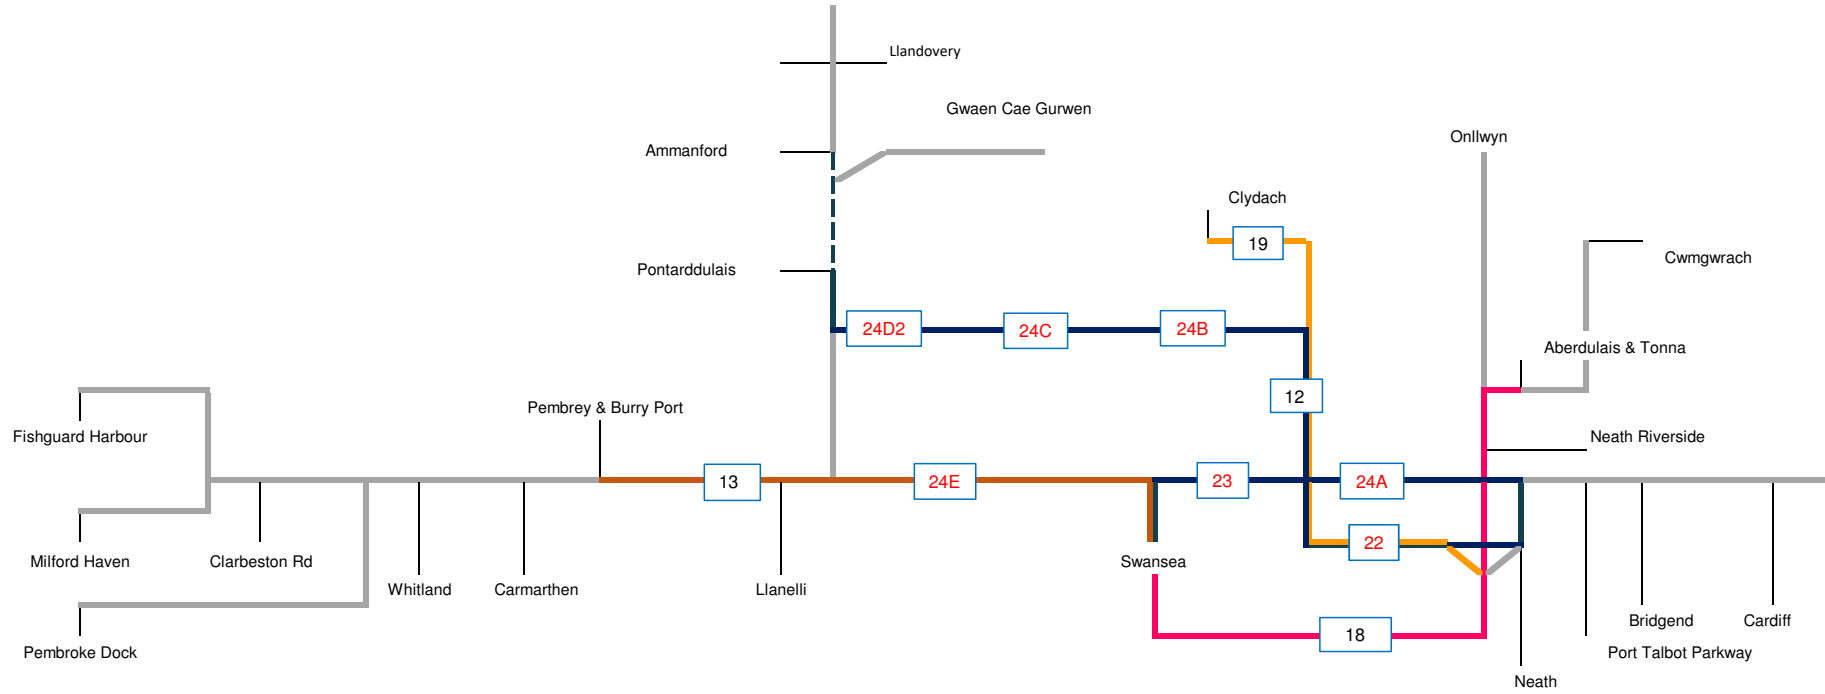 Llandovery
Gwaen Cae Gurwen
Onllwyn
Ammanford
Clydach
19
Cwmgwrach
Pontarddulais
24D2
24C
24B
Aberdulais & Tonna
12
Pembrey & Burry Port
Fishguard Harbour
Neath Riverside
13
24E
23
24A
22
Milford Haven
Clarbeston Rd
Swansea
Whitland
Carmarthen
Llanelli
18
Bridgend
Cardiff
Pembroke Dock
Port Talbot Parkway
Neath